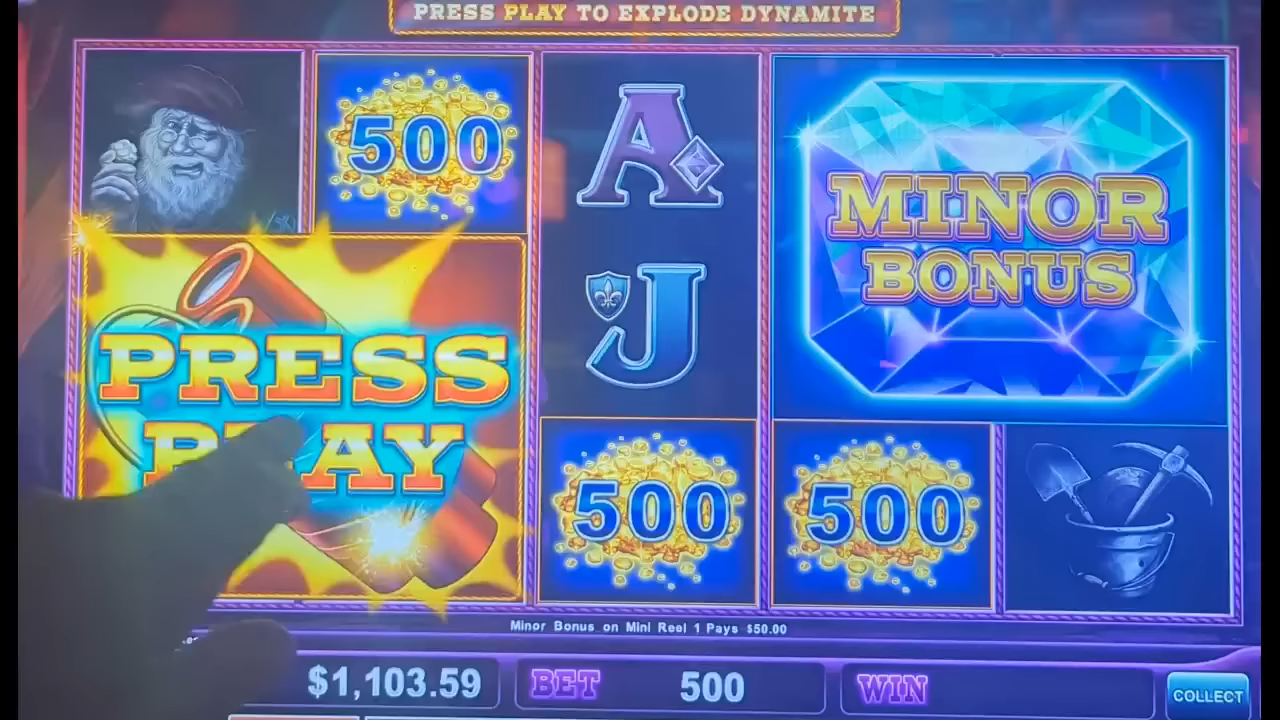 PRESS PLAY TO EXPLODE DYNAMITE
500
A
MINOR
BONUS
J
PRESS
PLAY
500
500
Minor Bonus on Mini Reel 1 Pays $50.00
$1,103.59
BET 500
WIN
COLLECT